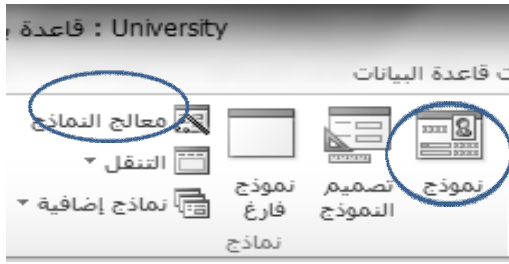 University : قاعدة
ت قاعدة البيانات
نموذج
تصميم النموذج
نموذج فارغ
معالج النماذج
التنقل
نماذج إضافية
نماذج